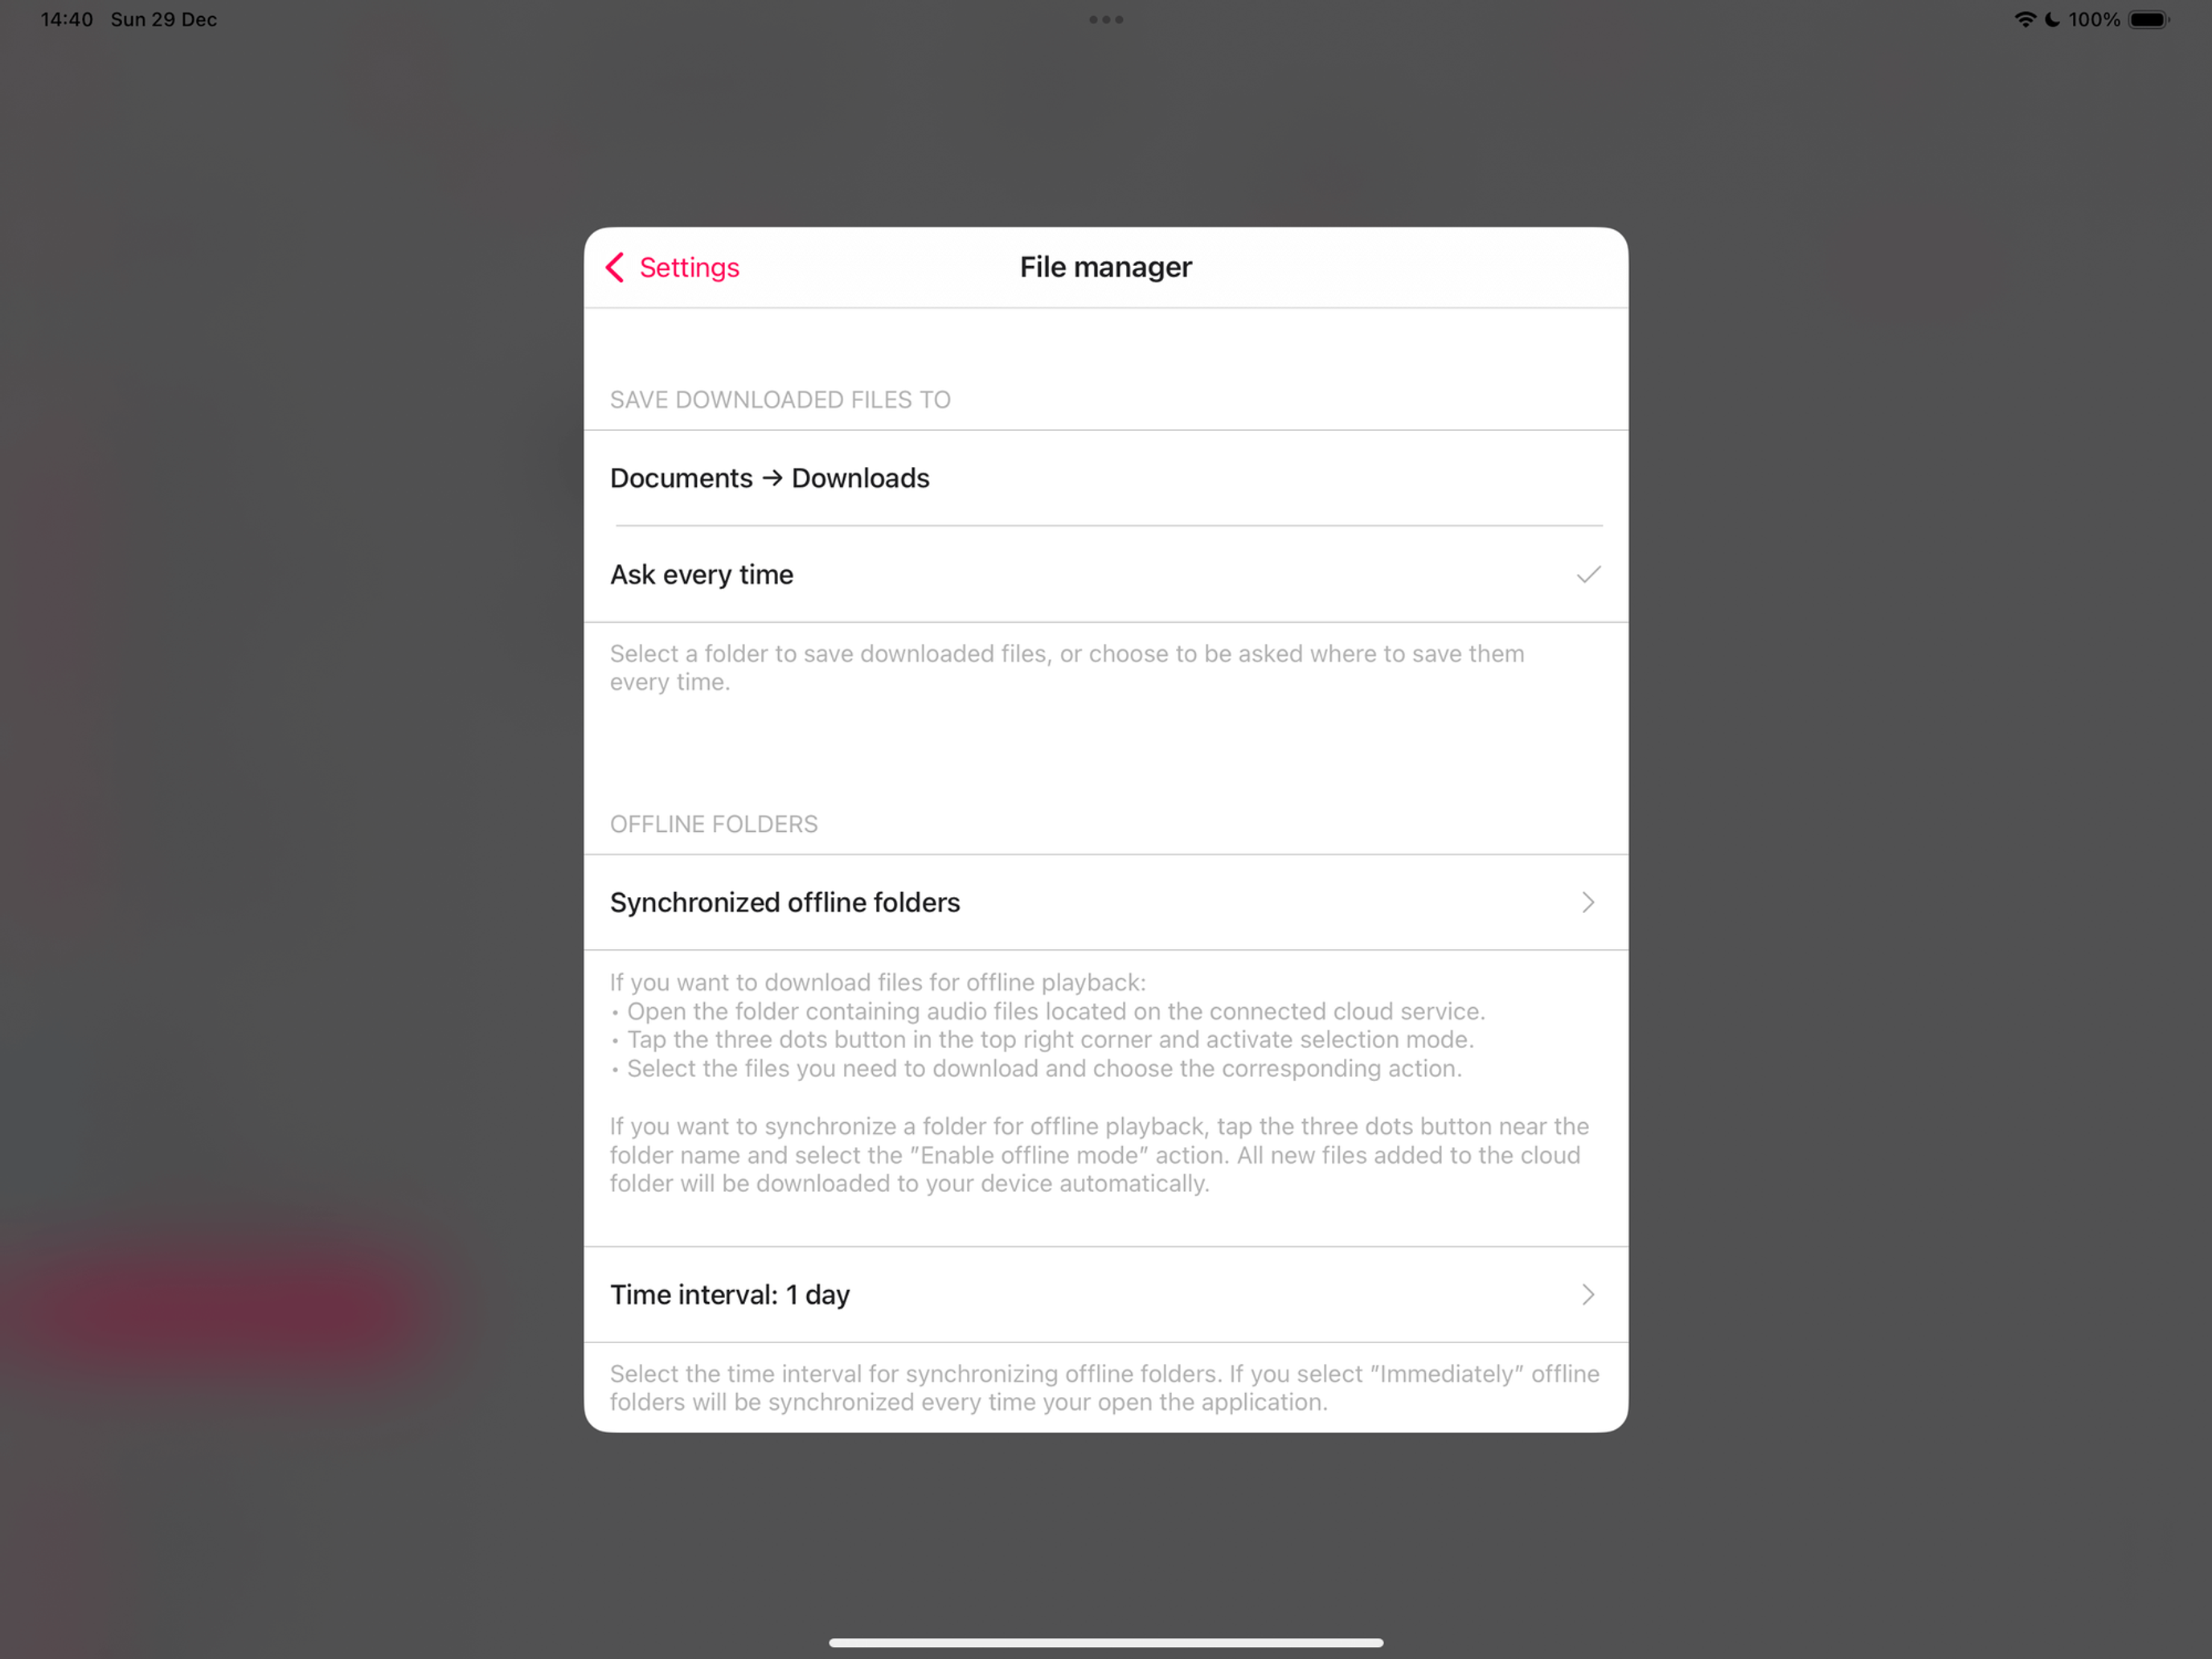 14:40 Sun 29 Dec 100%
Settings File manager
SAVE DOWNLOADED FILES TO
Documents → Downloads
Ask every time
Select a folder to save downloaded files, or choose to be asked where to save them
every time.
OFFLINE FOLDERS
Synchronized offline folders
If you want to download files for offline playback:
• Open the folder containing audio files located on the connected cloud service.
• Tap the three dots button in the top right corner and activate selection mode.
• Select the files you need to download and choose the corresponding action.
If you want to synchronize a folder for offline playback, tap the three dots button near the
folder name and select the "Enable offline mode" action. All new files added to the cloud
folder will be downloaded to your device automatically.
Time interval: 1 day
Select the time interval for synchronizing offline folders. If you select "Immediately" offline
folders will be synchronized every time your open the application.